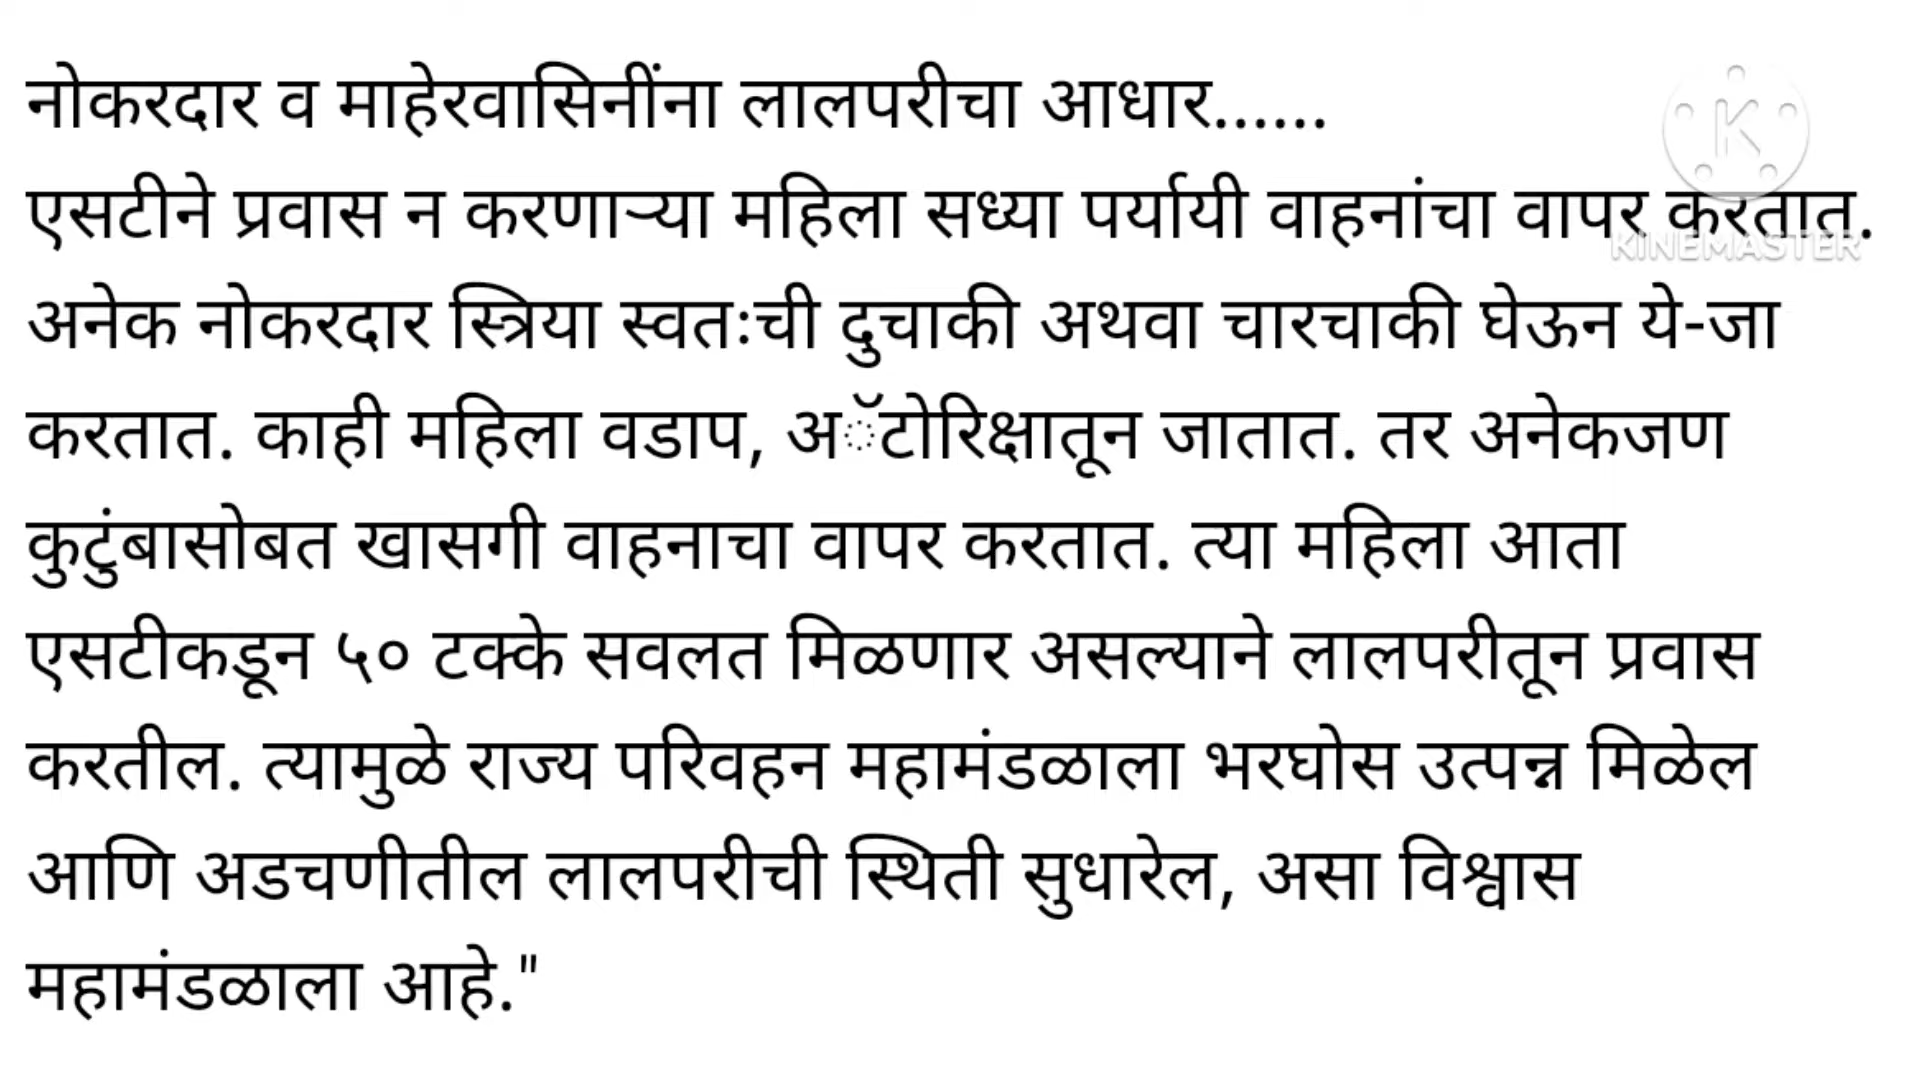 नोकरदार व माहेरवासिनींना लालपरीचा आधार......
एसटीने प्रवास न करणाऱ्या महिला सध्या पर्यायी वाहनांचा वापर करतात.
KINEMASTER
अनेक नोकरदार स्त्रिया स्वतःची दुचाकी अथवा चारचाकी घेऊन ये-जा
करतात. काही महिला वडाप, अॅटोरिक्षातून जातात. तर अनेकजण
कुटुंबासोबत खासगी वाहनाचा वापर करतात. त्या महिला आता
एसटीकडून ५० टक्के सवलत मिळणार असल्याने लालपरीतून प्रवास
करतील. त्यामुळे राज्य परिवहन महामंडळाला भरघोस उत्पन्न मिळेल
आणि अडचणीतील लालपरीची स्थिती सुधारेल, असा विश्वास
महामंडळाला आहे."